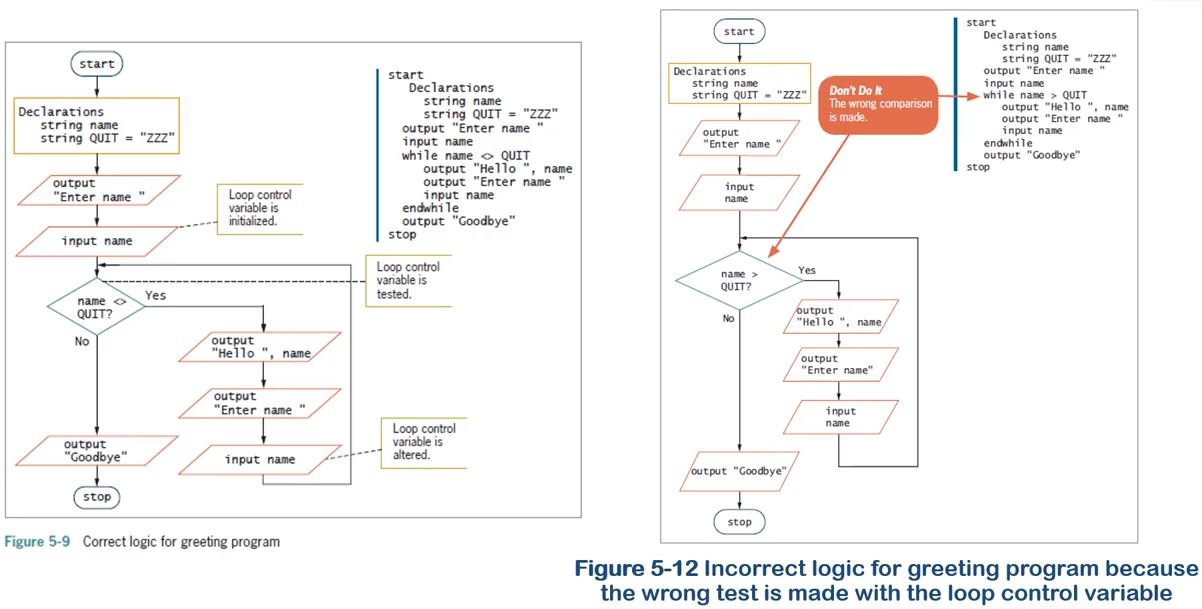 start
Declarations
string name
string QUIT = "ZZZ"
output
"Enter name "
input name
Loop control
variable is
initialized.
Loop control
variable is
tested.
name <>
QUIT?
Yes
No
output
"Hello ", name
output
"Enter name "
input name
Loop control
variable is
altered.
output
"Goodbye"
stop
start
Declarations
string name
string QUIT = "ZZZ"
output "Enter name "
input name
while name <> QUIT
output "Hello ", name
output "Enter name "
input name
endwhile
output "Goodbye"
stop
Figure 5-9 Correct logic for greeting program
start
Declarations
string name
string QUIT = "ZZZ"
output
"Enter name "
input
name
name >
QUIT?
Yes
No
output
"Hello ", name
output
"Enter name"
input
name
output "Goodbye"
stop
Don't Do It
The wrong comparison
is made.
start
Declarations
string name
string QUIT = "ZZZ"
output "Enter name "
input name
while name > QUIT
output "Hello ", name
output "Enter name "
input name
endwhile
output "Goodbye"
stop
Figure 5-12 Incorrect logic for greeting program because
the wrong test is made with the loop control variable